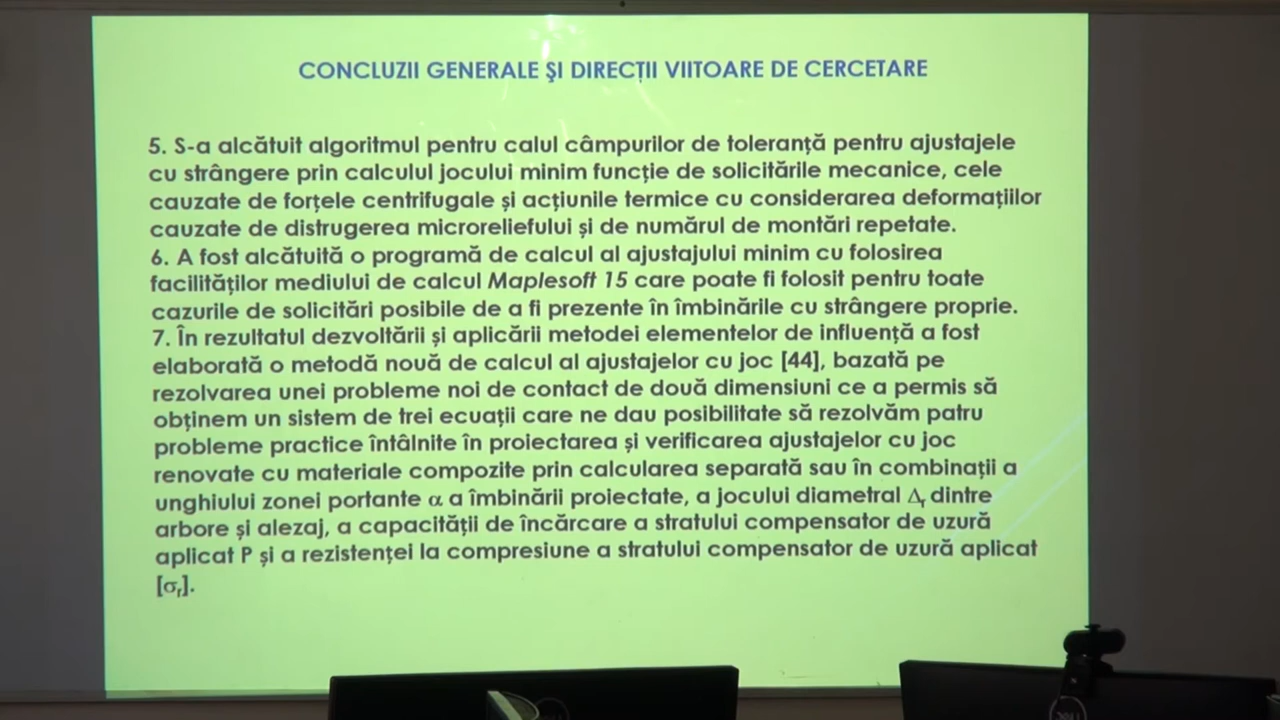 CONCLUZII GENERALE ŞI DIRECȚII VIITOARE DE CERCETARE
5. S-a alcătuit algoritmul pentru calul câmpurilor de toleranță pentru ajustajele
cu strângere prin calculul jocului minim funcție de solicitările mecanice, cele
cauzate de forțele centrifugale și acțiunile termice cu considerarea deformațiilor
cauzate de distrugerea microreliefului și de numărul de montări repetate.
6. A fost alcătuită o programă de calcul al ajustajului minim cu folosirea
facilităților mediului de calcul Maplesoft 15 care poate fi folosit pentru toate
cazurile de solicitări posibile de a fi prezente în îmbinările cu strângere proprie.
7. În rezultatul dezvoltării și aplicării metodei elementelor de influență a fost
elaborată o metodă nouă de calcul al ajustajelor cu joc [44], bazată pe
rezolvarea unei probleme noi de contact de două dimensiuni ce a permis să
obținem un sistem de trei ecuații care ne dau posibilitate să rezolvăm patru
probleme practice întâlnite în proiectarea și verificarea ajustajelor cu joc
renovate cu materiale compozite prin calcularea separată sau în combinații a
unghiului zonei portante α a îmbinării proiectate, a jocului diametral Δr dintre
arbore și alezaj, a capacității de încărcare a stratului compensator de uzură
aplicat P și a rezistenței la compresiune a stratului compensator de uzură aplicat
[σr].
DELL